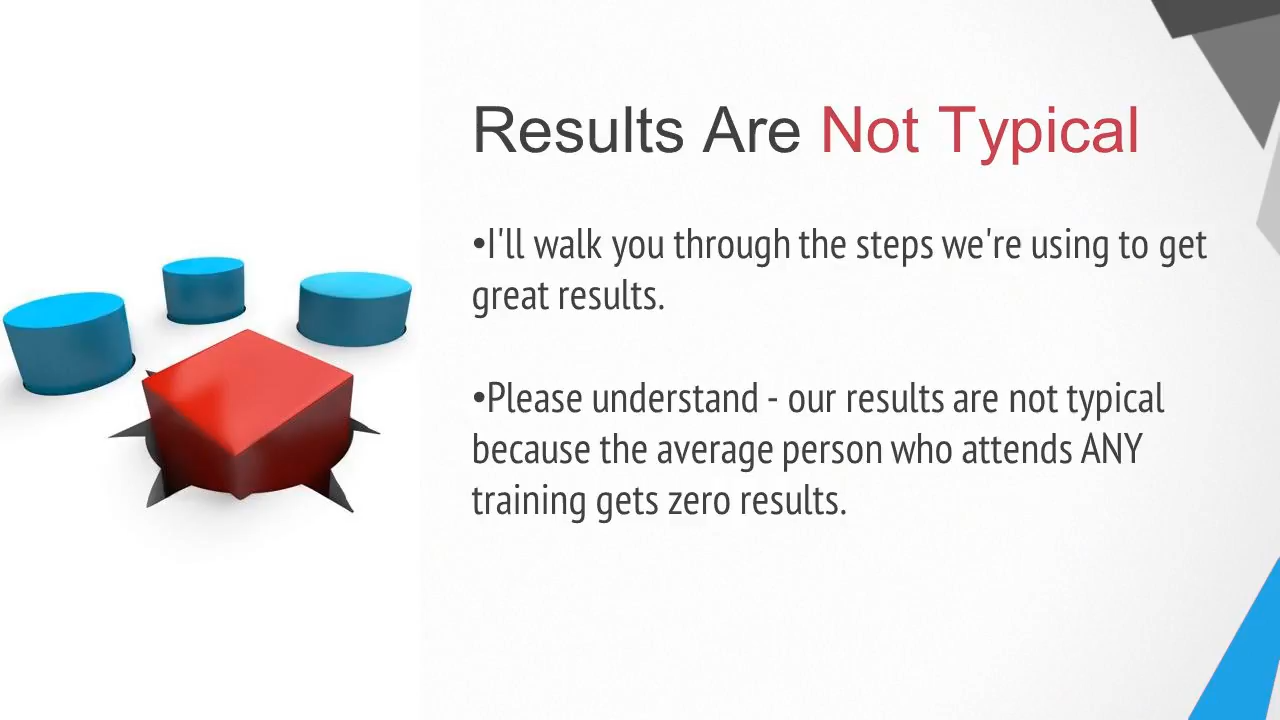 Results Are Not Typical
•I'll walk you through the steps we're using to get
great results.
•Please understand - our results are not typical
because the average person who attends ANY
training gets zero results.